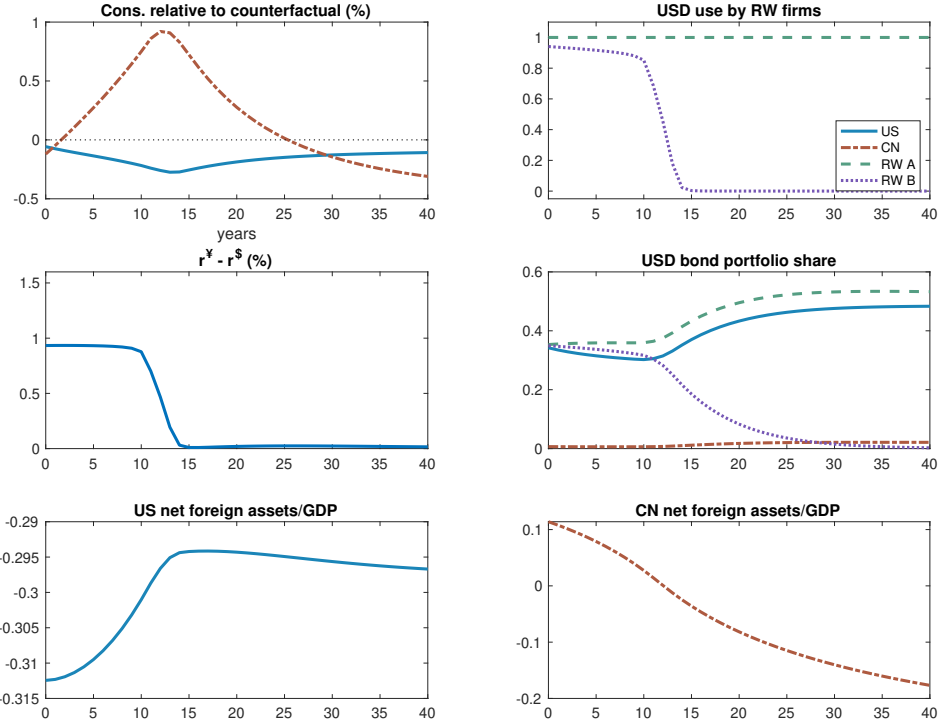 Cons. relative to counterfactual (%)
1
0.5
0
-0.5
0 5 10 15 20 25 30 35 40
years
USD use by RW firms
1
0.8
0.6
0.4
0.2
0
US
CN
RW A
RW B
0 5 10 15 20 25 30 35 40
r¥ - r$ (%)
1.5
1
0.5
0
0 5 10 15 20 25 30 35 40
USD bond portfolio share
0.6
0.4
0.2
0
0 5 10 15 20 25 30 35 40
US net foreign assets/GDP
-0.29
-0.295
-0.3
-0.305
-0.31
-0.315
0 5 10 15 20 25 30 35 40
CN net foreign assets/GDP
0.1
0
-0.1
-0.2
0 5 10 15 20 25 30 35 40